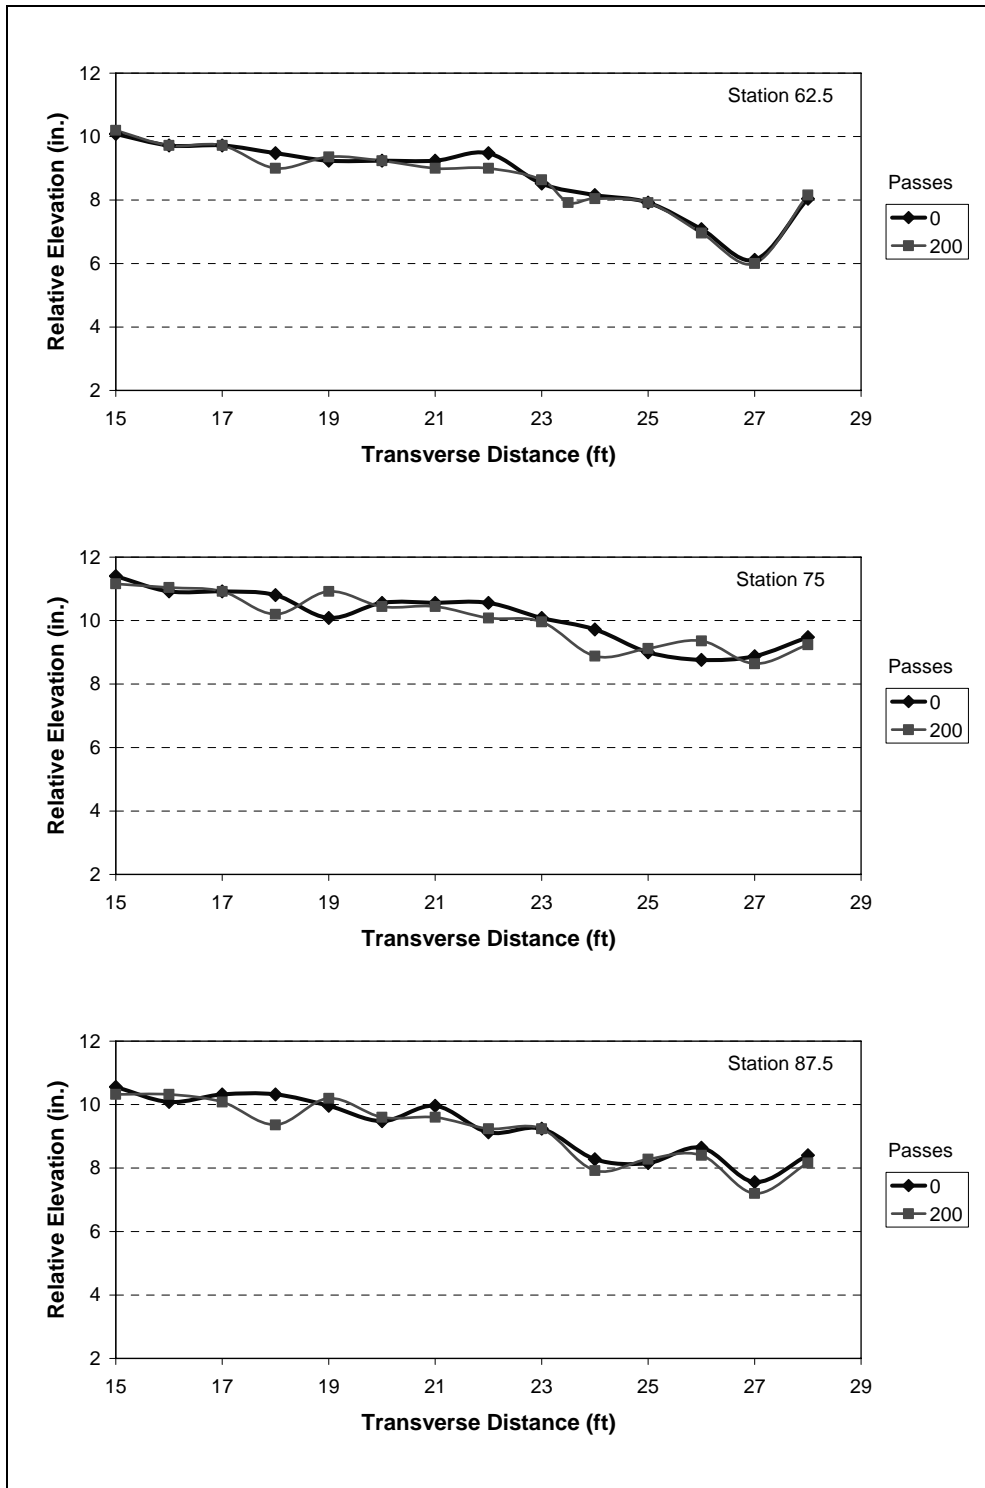 Station 62.5
12
10
8
6
4
2
Relative Elevation (in.)
15 17 19 21 23 25 27 29
Transverse Distance (ft)
Passes
0
200
Station 75
12
10
8
6
4
2
Relative Elevation (in.)
15 17 19 21 23 25 27 29
Transverse Distance (ft)
Passes
0
200
Station 87.5
12
10
8
6
4
2
Relative Elevation (in.)
15 17 19 21 23 25 27 29
Transverse Distance (ft)
Passes
0
200